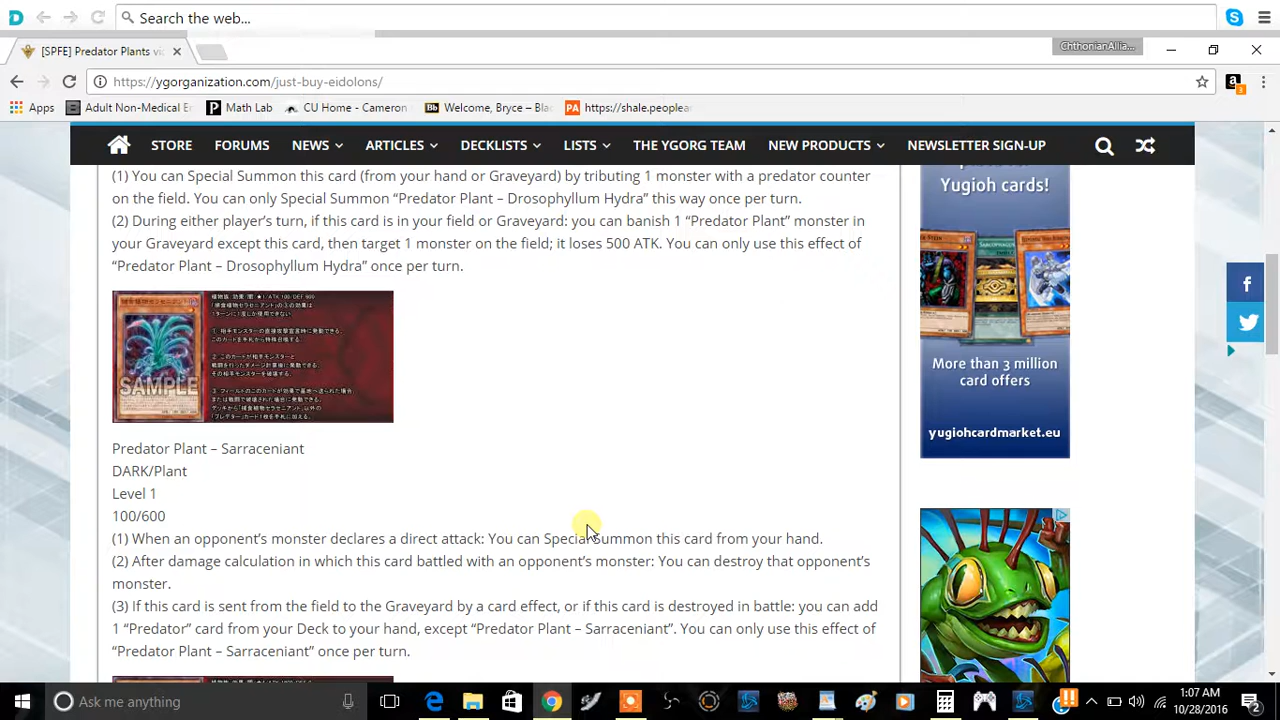 Search the web...
[SPFE] Predator Plants vi
ChthonianAllia...
https://ygorganization.com/just-buy-eidolons/
Apps
Adult Non-Medical E
Math Lab
CU Home - Cameron
Welcome, Bryce – Bla
https://shale.peoplea
STORE FORUMS NEWS ARTICLES DECKLISTS LISTS THE YGORG TEAM NEW PRODUCTS NEWSLETTER SIGN-UP
(1) You can Special Summon this card (from your hand or Graveyard) by tributing 1 monster with a predator counter
on the field. You can only Special Summon “Predator Plant – Drosophyllum Hydra” this way once per turn.
(2) During either player’s turn, if this card is in your field or Graveyard: you can banish 1 “Predator Plant” monster in
your Graveyard except this card, then target 1 monster on the field; it loses 500 ATK. You can only use this effect of
“Predator Plant – Drosophyllum Hydra” once per turn.
SAMPLE
Predator Plant – Sarraceniant
DARK/Plant
Level 1
100/600
(1) When an opponent’s monster declares a direct attack: You can Special Summon this card from your hand.
(2) After damage calculation in which this card battled with an opponent’s monster: You can destroy that opponent’s
monster.
(3) If this card is sent from the field to the Graveyard by a card effect, or if this card is destroyed in battle: you can add
1 “Predator” card from your Deck to your hand, except “Predator Plant – Sarraceniant”. You can only use this effect of
“Predator Plant – Sarraceniant” once per turn.
Yugioh cards!
More than 3 million
card offers
yugiohcardmarket.eu
Ask me anything
1:07 AM
10/28/2016